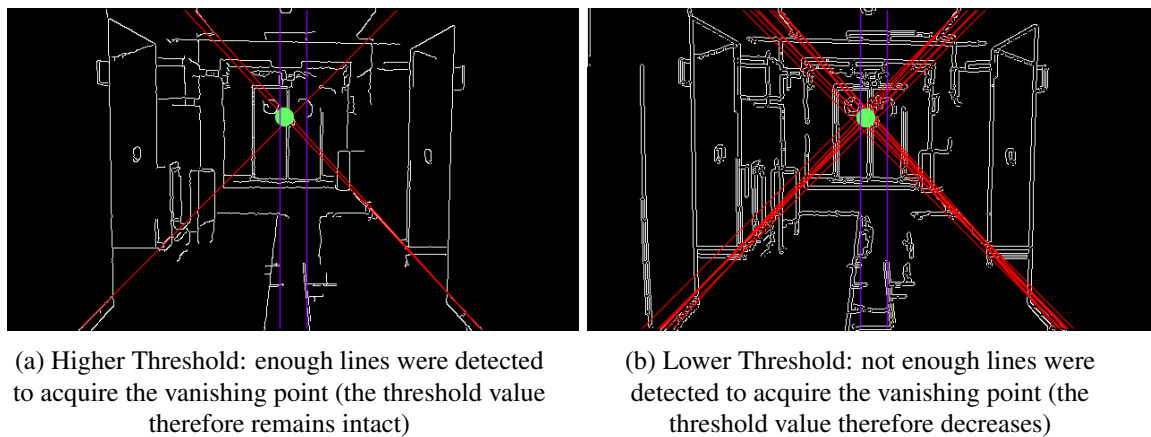 (a) Higher Threshold: enough lines were detected
to acquire the vanishing point (the threshold value
therefore remains intact)
(b) Lower Threshold: not enough lines were
detected to acquire the vanishing point (the
threshold value therefore decreases)